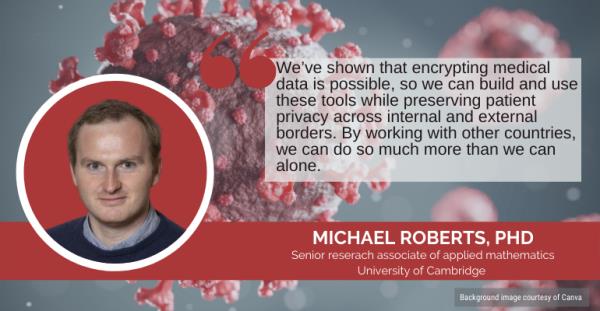 We've shown that encrypting medical
data is possible, so we can build and use
these tools while preserving patient
privacy across internal and external
borders. By working with other countries,
we can do so much more than we can
alone.
MICHAEL ROBERTS, PHD
Senior reserach associate of applied mathematics
University of Cambridge
Background image courtesy of Canva